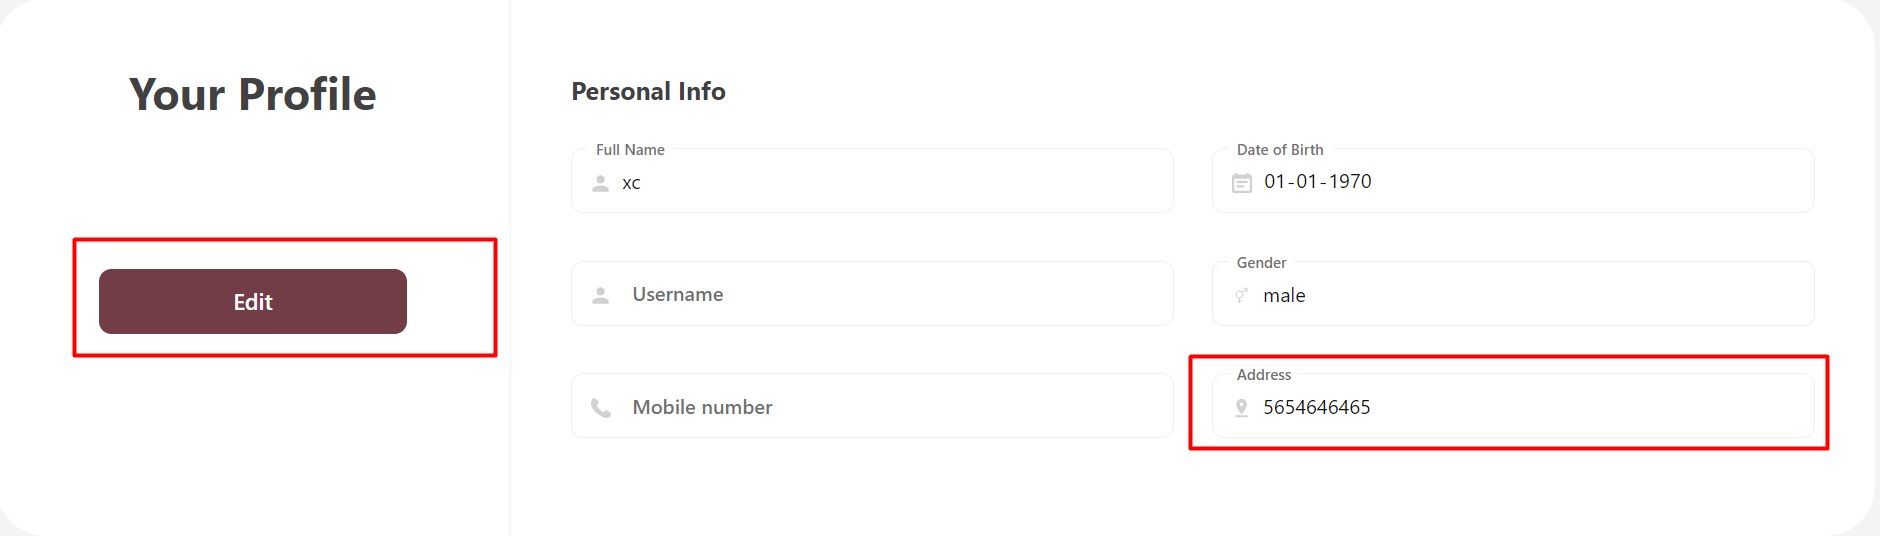 Your Profile
Edit
Personal Info
Full Name
xc
Date of Birth
01-01-1970
Username
Gender
male
Mobile number
Address
5654646465